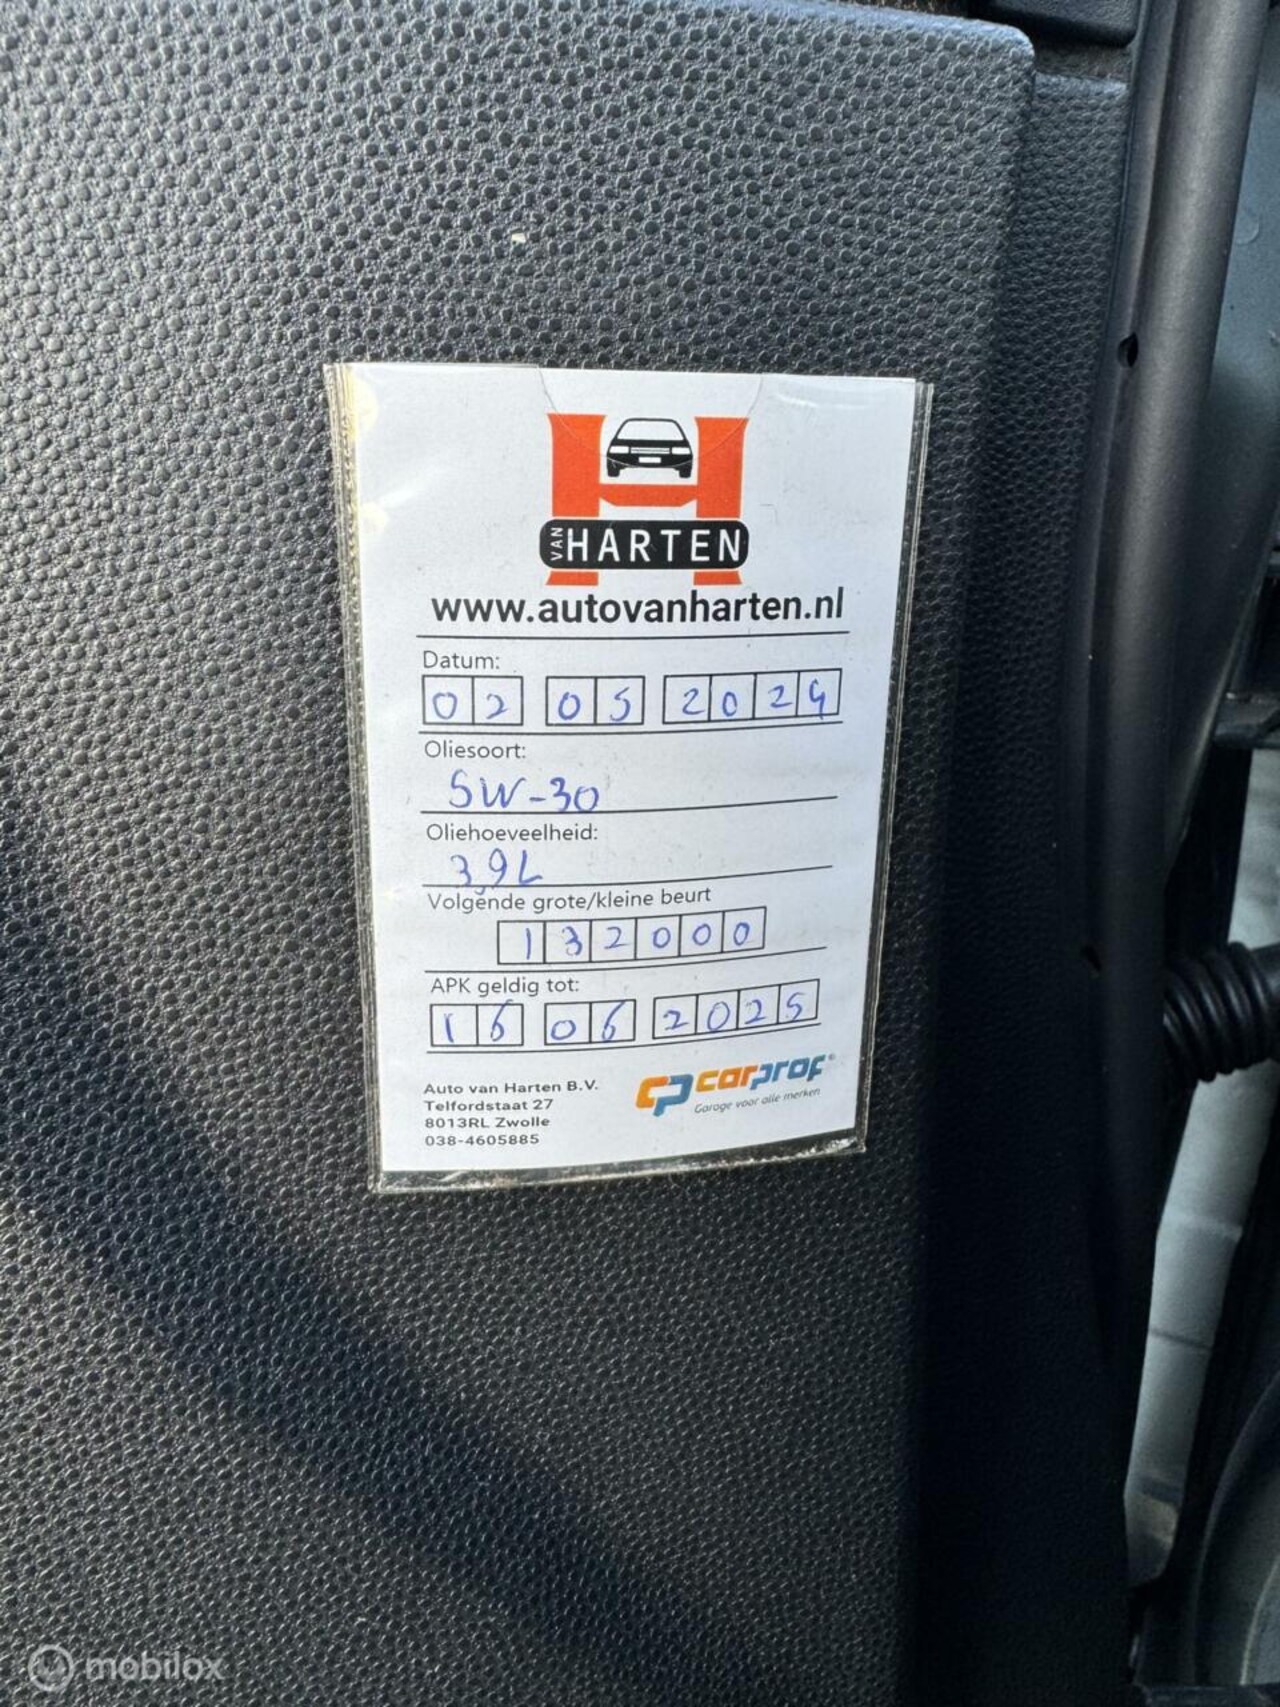 VAN HARTEN
www.autovanharten.nl
Datum:
02 05 2024
Oliesoort:
5W-30
Oliehoeveelheid:
3,9L
Volgende grote/kleine beurt
132000
APK geldig tot:
16 06 2025
Auto van Harten B.V.
Telfordstaat 27
8013RL Zwolle
038-4605885
cp carprof®
Garage voor alle merken
mobilox